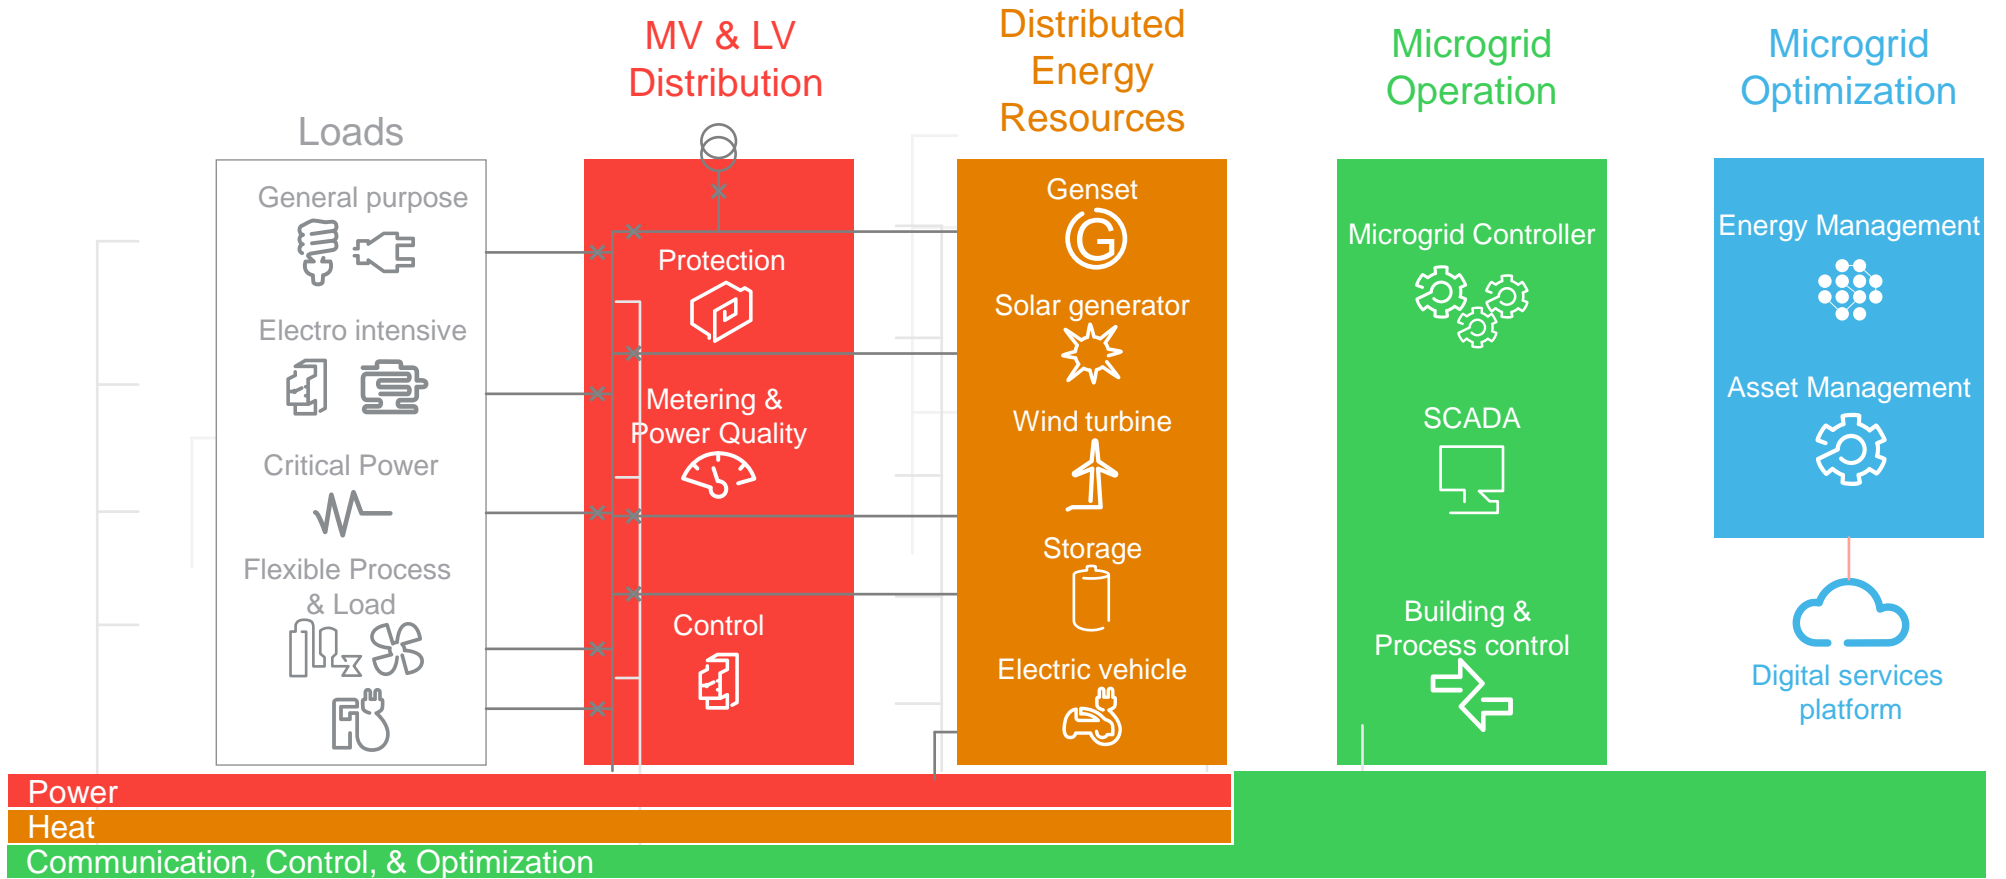 Loads
General purpose
Electro intensive
Critical Power
Flexible Process
& Load
MV & LV
Distribution
Protection
Metering &
Power Quality
Control
Distributed
Energy
Resources
Genset
G
Solar generator
Wind turbine
Storage
Electric vehicle
Microgrid
Operation
Microgrid Controller
SCADA
Building &
Process control
Microgrid
Optimization
Energy Management
Asset Management
Digital services
platform
Power
Heat
Communication, Control, & Optimization